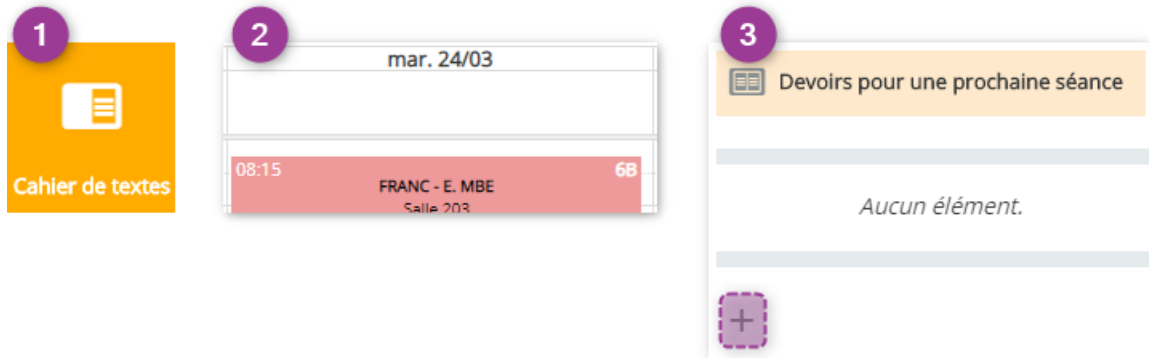 1
Cahier de textes
2
mar. 24/03
08:15
6B
FRANC - E. MBE
Salle 203
3
Devoirs pour une prochaine séance
Aucun élément.
+